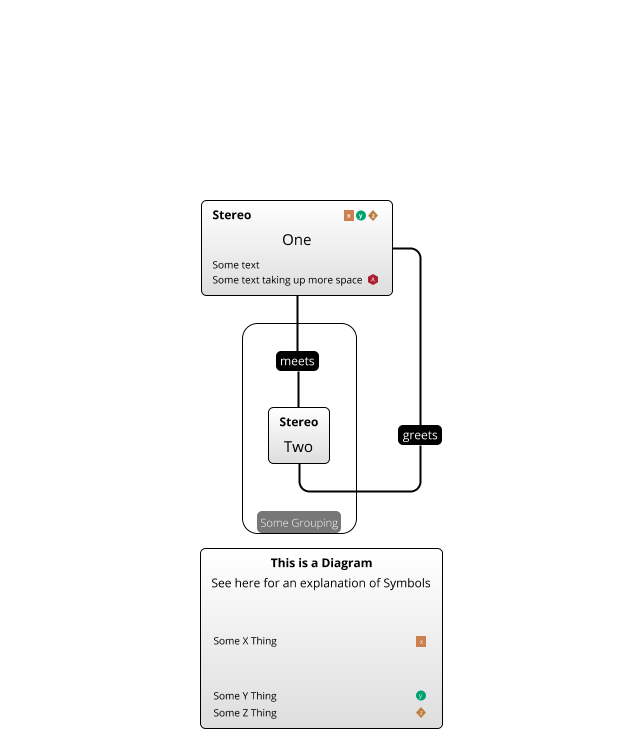 Stereo
x y z
One
Some text
Some text taking up more space A
meets
Stereo
greets
Two
Some Grouping
This is a Diagram
See here for an explanation of Symbols
Some X Thing x
Some Y Thing y
Some Z Thing z